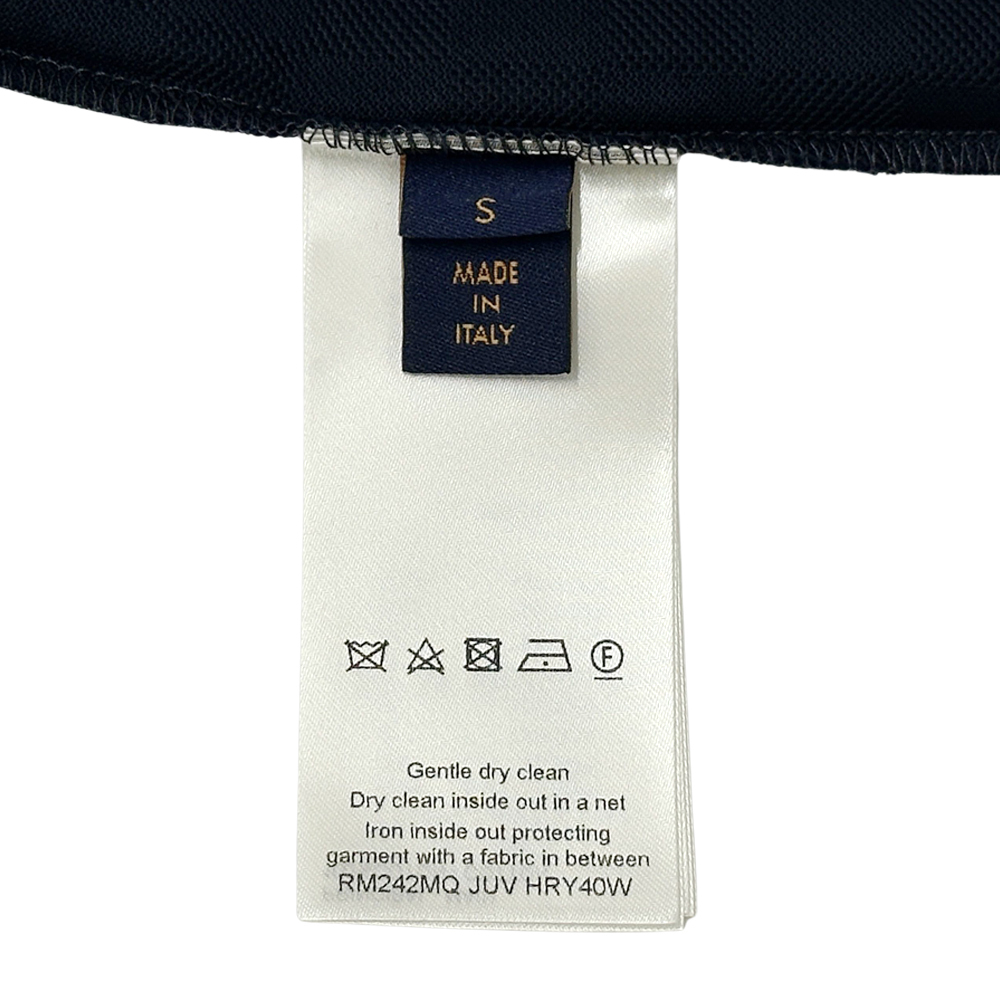 S
MADE
IN
ITALY
F
Gentle dry clean
Dry clean inside out in a net
Iron inside out protecting
garment with a fabric in between
RM242MQ JUV HRY40W